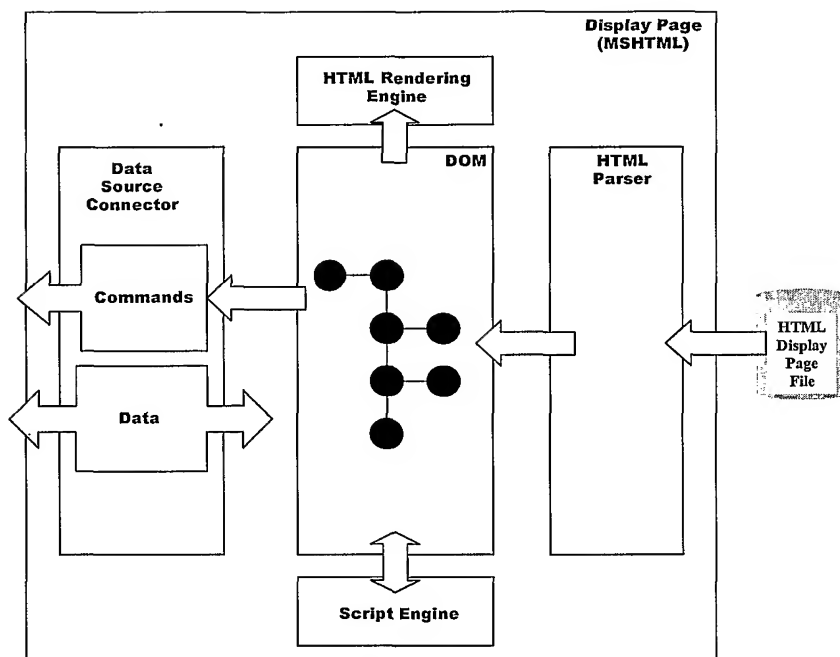 Display Page
(MSHTML)
HTML Rendering
Engine
Data
Source
Connector
DOM
HTML
Parser
Commands
HTML
Display
Page
File
Data
Script Engine